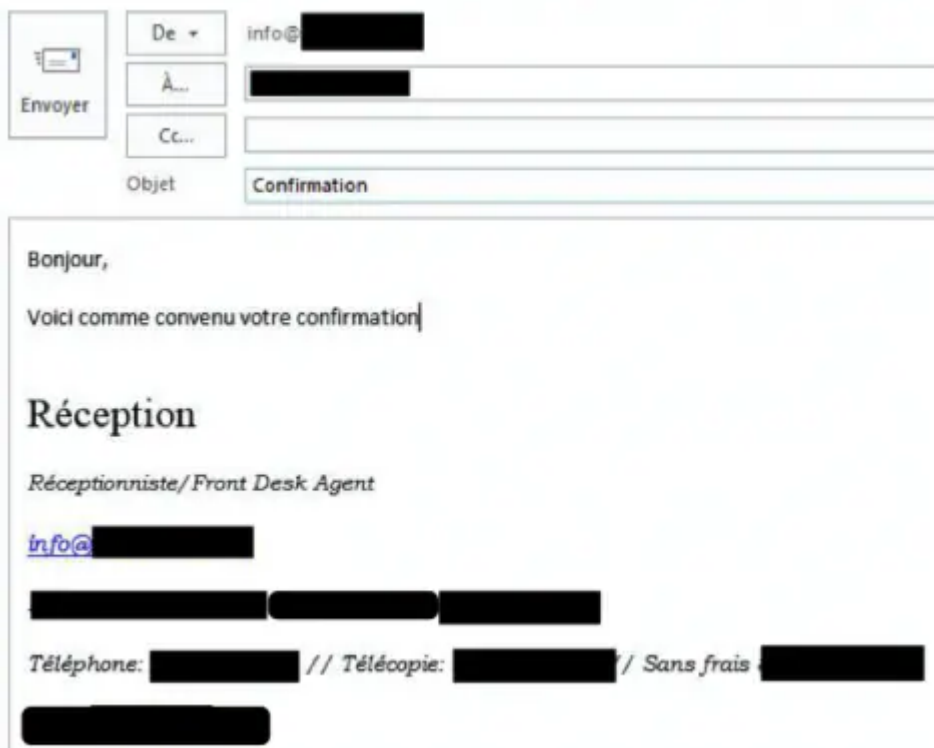 De
info@
Envoyer
À...
Cc...
Objet
Confirmation
Bonjour,
Voici comme convenu votre confirmation
Réception
Réceptionniste/Front Desk Agent
info@
Téléphone: // Télécopie: // Sans frais